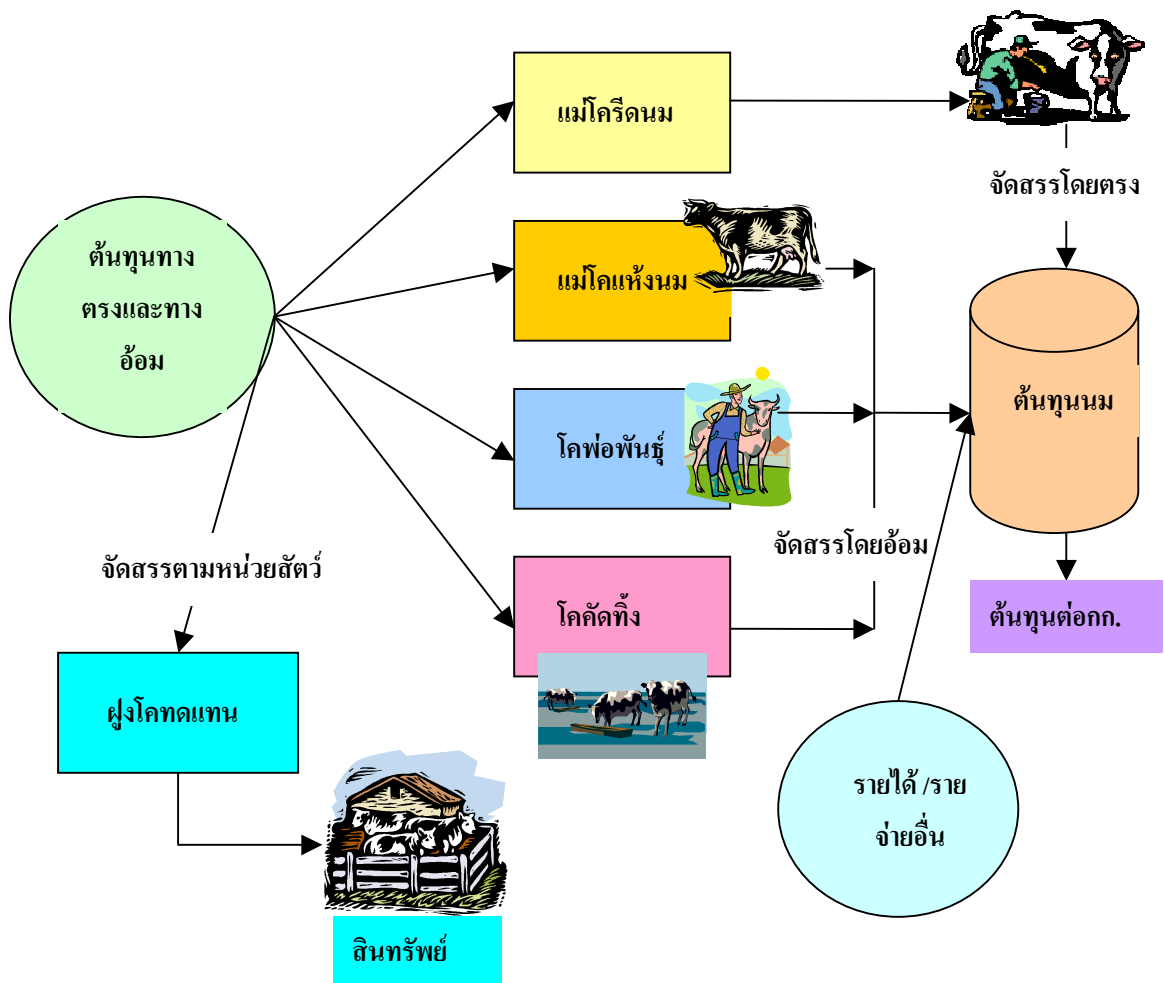 แม่โครีดนม
จัดสรรโดยตรง
ต้นทุนทาง
ตรงและทาง
อ้อม
แม่โคแห้งนม
ต้นทุนนม
โคพ่อพันธุ์
จัดสรรโดยอ้อม
จัดสรรตามหน่วยสัตว์
โคคัดทิ้ง
ต้นทุนต่อกก.
ฝูงโคทดแทน
รายได้ /ราย
จ่ายอื่น
สินทรัพย์